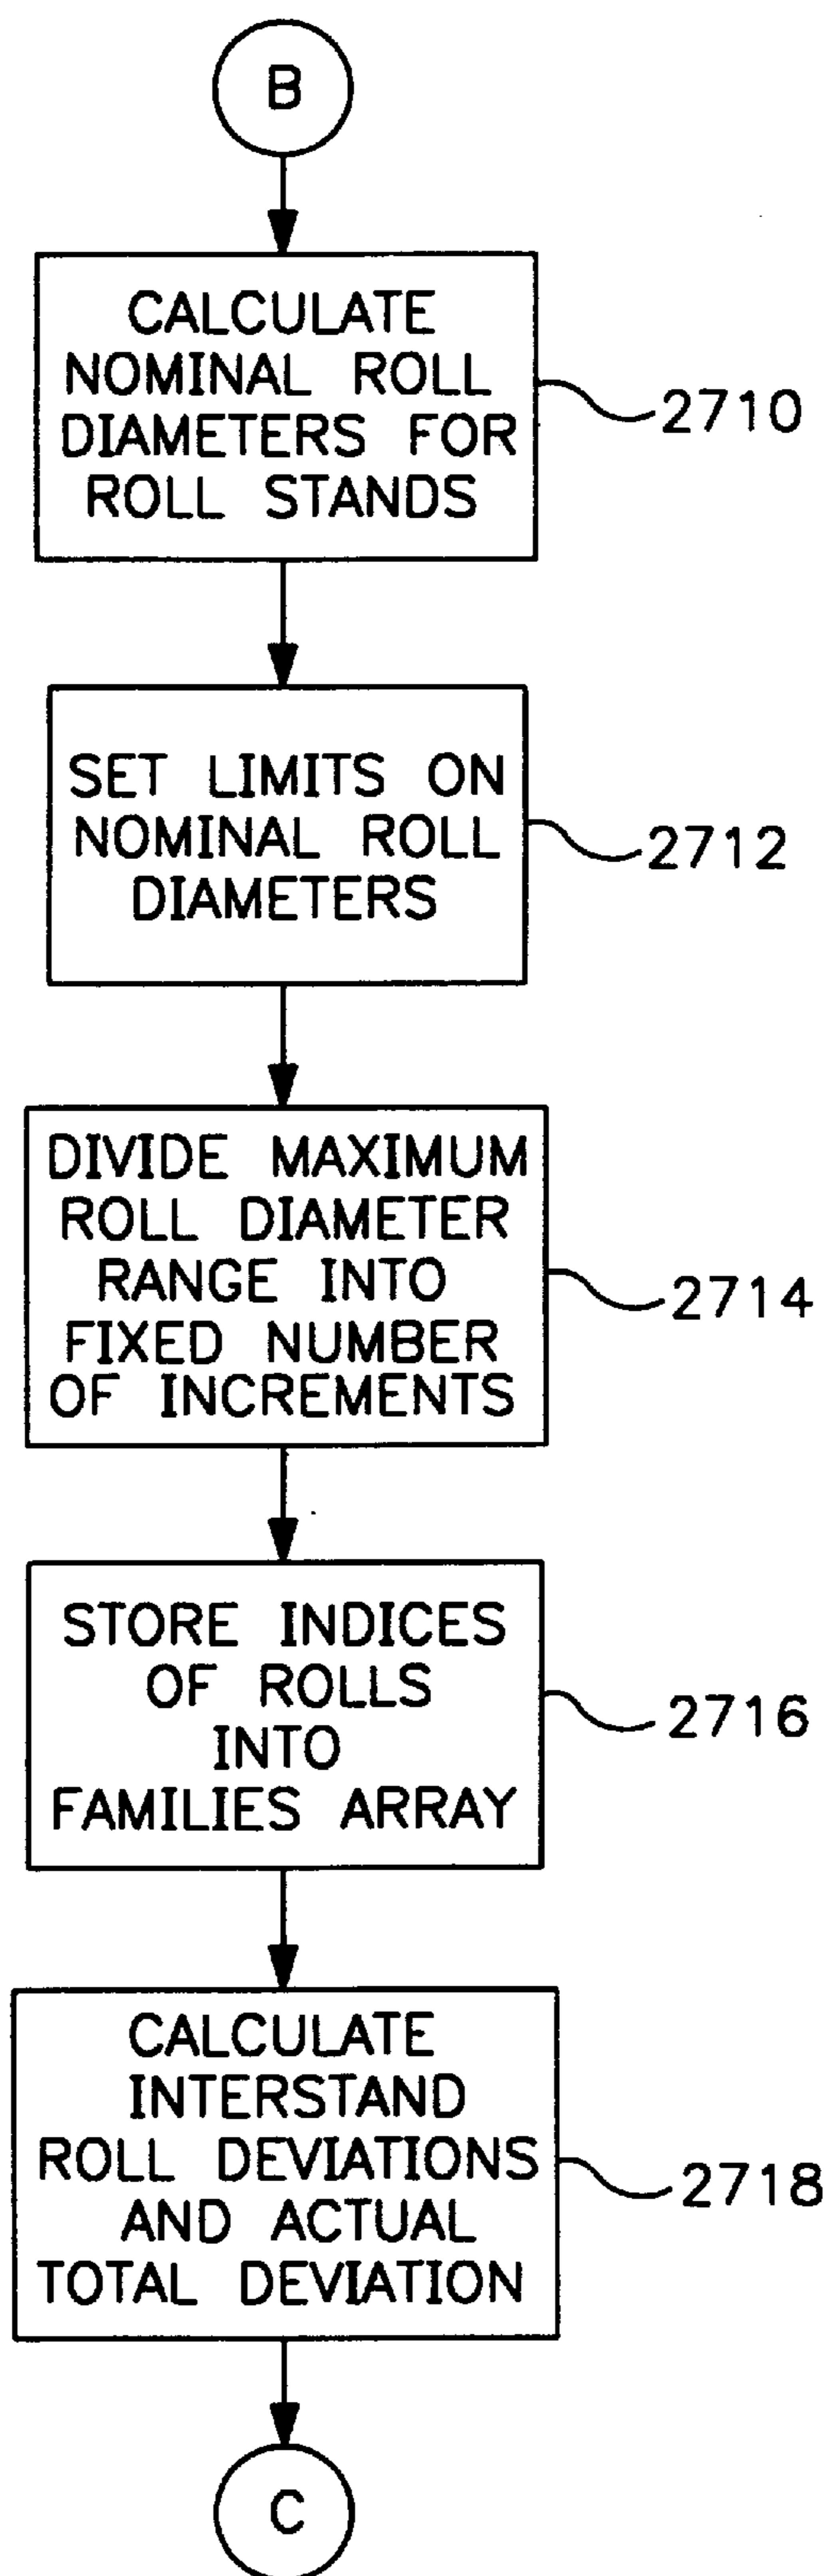 B
CALCULATE
NOMINAL ROLL
DIAMETERS FOR
ROLL STANDS
2710
SET LIMITS ON
NOMINAL ROLL
DIAMETERS
2712
DIVIDE MAXIMUM
ROLL DIAMETER
RANGE INTO
FIXED NUMBER
OF INCREMENTS
2714
STORE INDICES
OF ROLLS
INTO
FAMILIES ARRAY
2716
CALCULATE
INTERSTAND
ROLL DEVIATIONS
AND ACTUAL
TOTAL DEVIATION
2718
C